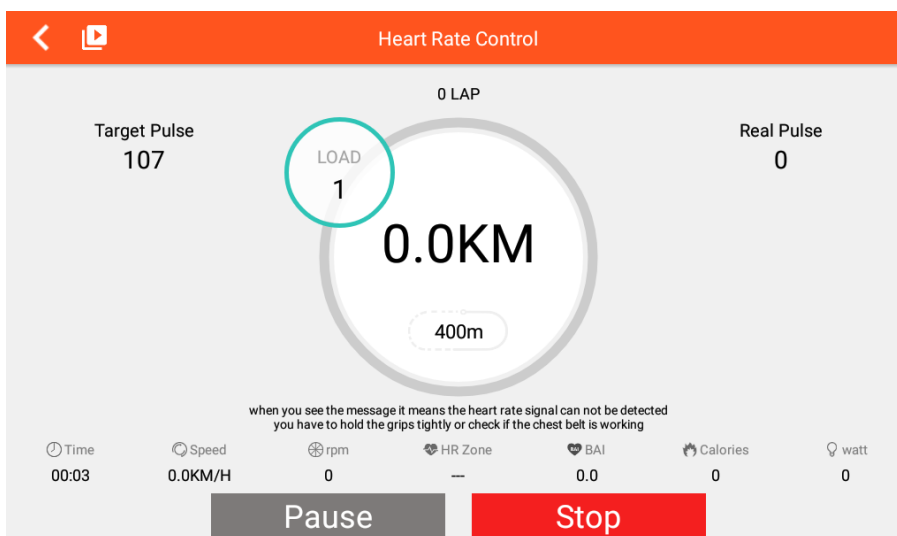 Heart Rate Control
0 LAP
Target Pulse
107
LOAD
1
Real Pulse
0
0.0KM
400m
when you see the message it means the heart rate signal can not be detected
you have to hold the grips tightly or check if the chest belt is working
Time Speed rpm HR Zone BAI Calories watt
00:03 0.0KM/H 0 --- 0.0 0 0
Pause Stop